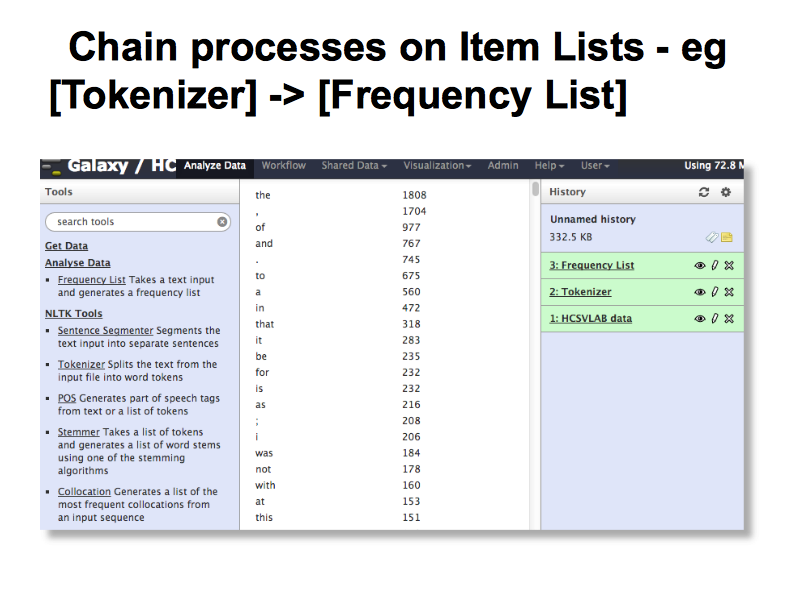 Chain processes on Item Lists - eg
[Tokenizer] -> [Frequency List]
Galaxy / HC Analyze Data Workflow Shared Data Visualization Admin Help User Using 72.8
Tools
search tools
Get Data
Analyse Data
Frequency List Takes a text input
and generates a frequency list
NLTK Tools
Sentence Segmenter Segments the
text input into separate sentences
Tokenizer Splits the text from the
input file into word tokens
POS Generates part of speech tags
from text or a list of tokens
Stemmer Takes a list of tokens
and generates a list of word stems
using one of the stemming
algorithms
Collocation Generates a list of the
most frequent collocations from
an input sequence
the 1808
, 1704
of 977
and 767
. 745
to 675
a 560
in 472
that 318
it 283
be 235
for 232
is 232
as 216
; 208
i 206
was 184
not 178
with 160
at 153
this 151
History
Unnamed history
332.5 KB
3: Frequency List
2: Tokenizer
1: HCSVLAB data